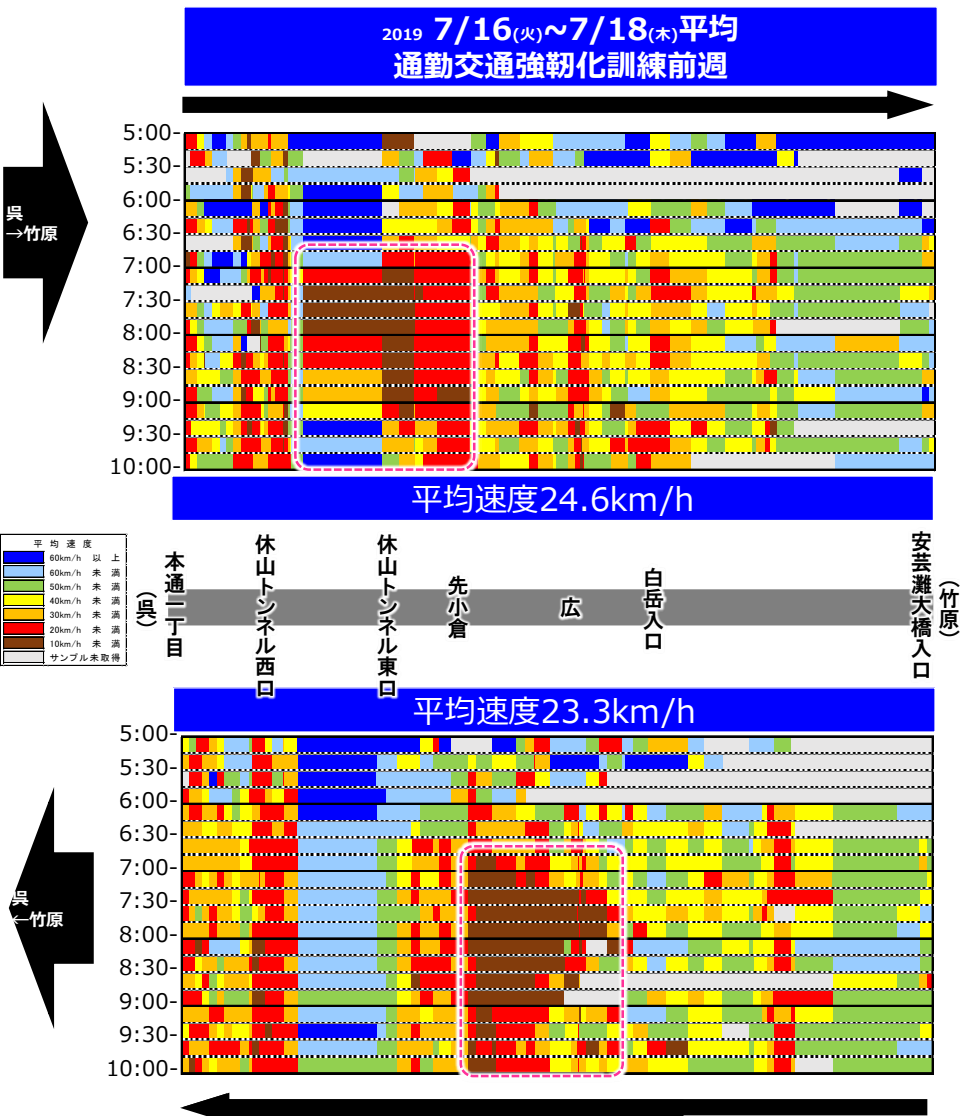 2019 7/16(火)~7/18(木)平均
通勤交通強靭化訓練前週
呉
→竹原
5:00-
5:30-
6:00-
6:30-
7:00-
7:30-
8:00-
8:30-
9:00-
9:30-
10:00-
平均速度24.6km/h
平均速度
60km/h 以上
60km/h 未満
50km/h 未満
40km/h 未満
30km/h 未満
20km/h 未満
10km/h 未満
サンプル未取得
(呉)
本通一丁目
休山トンネル西口
休山トンネル東口
先小倉
広
白岳入口
安芸灘大橋入口
(竹原)
平均速度23.3km/h
呉
←竹原
5:00-
5:30-
6:00-
6:30-
7:00-
7:30-
8:00-
8:30-
9:00-
9:30-
10:00-